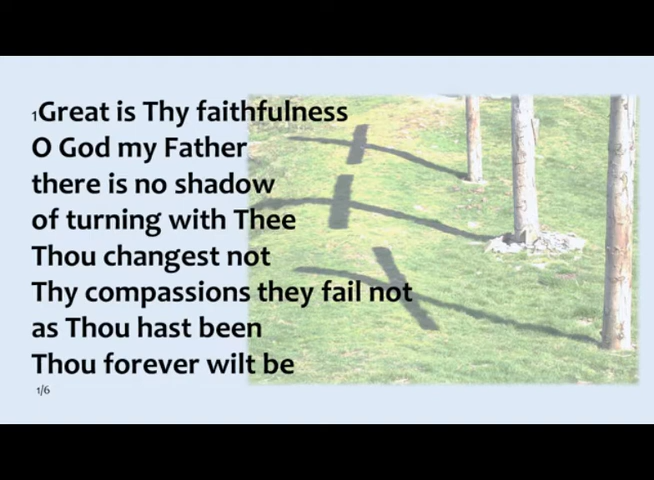 1Great is Thy faithfulness
O God my Father
there is no shadow
of turning with Thee
Thou changest not
Thy compassions they fail not
as Thou hast been
Thou forever wilt be
1/6